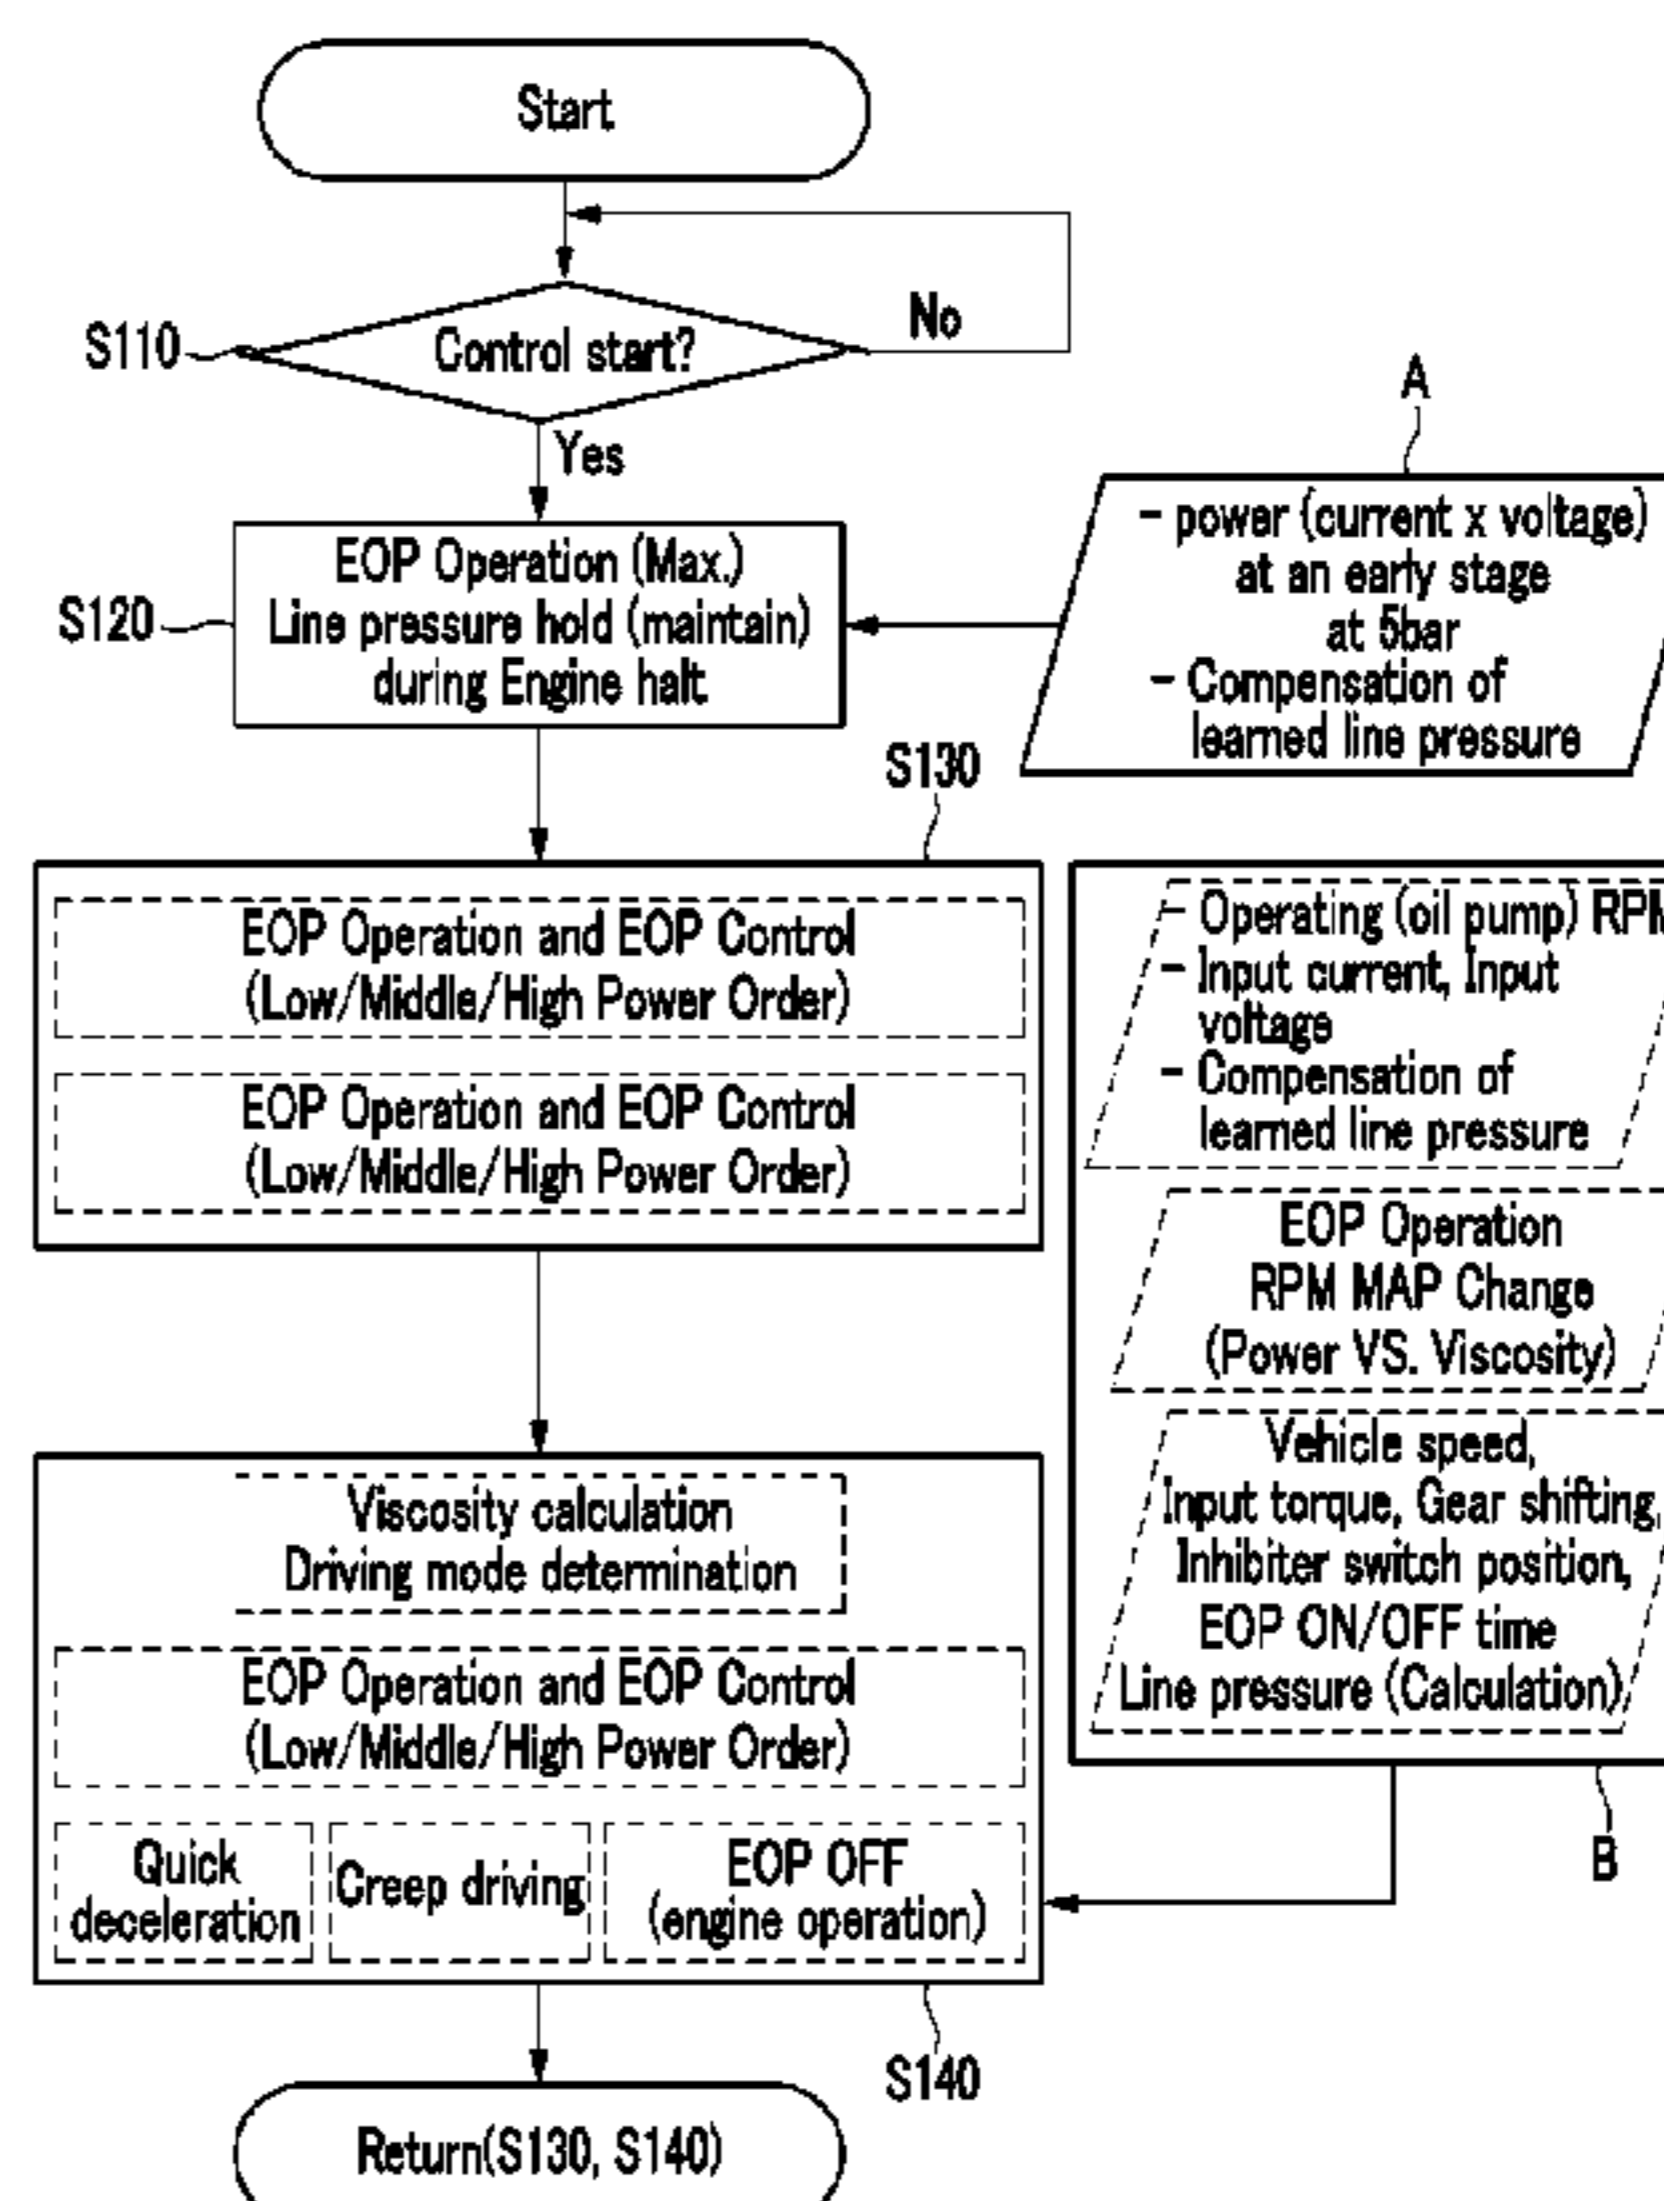 Start
No
S110
Control start?
Yes
A
- power (current x voltage)
at an early stage
at 5bar
- Compensation of
learned line pressure
EOP Operation (Max.)
Line pressure hold (maintain)
during Engine halt
S120
S130
EOP Operation and EOP Control
(Low/Middle/High Power Order)
EOP Operation and EOP Control
(Low/Middle/High Power Order)
- Operating (oil pump) RPM
- Input current, Input
voltage
- Compensation of
learned line pressure
EOP Operation
RPM MAP Change
(Power VS. Viscosity)
Vehicle speed,
Input torque, Gear shifting,
Inhibiter switch position,
EOP ON/OFF time
Line pressure (Calculation)
B
Viscosity calculation
Driving mode determination
EOP Operation and EOP Control
(Low/Middle/High Power Order)
Quick
deceleration
Creep driving
EOP OFF
(engine operation)
S140
Return(S130, S140)